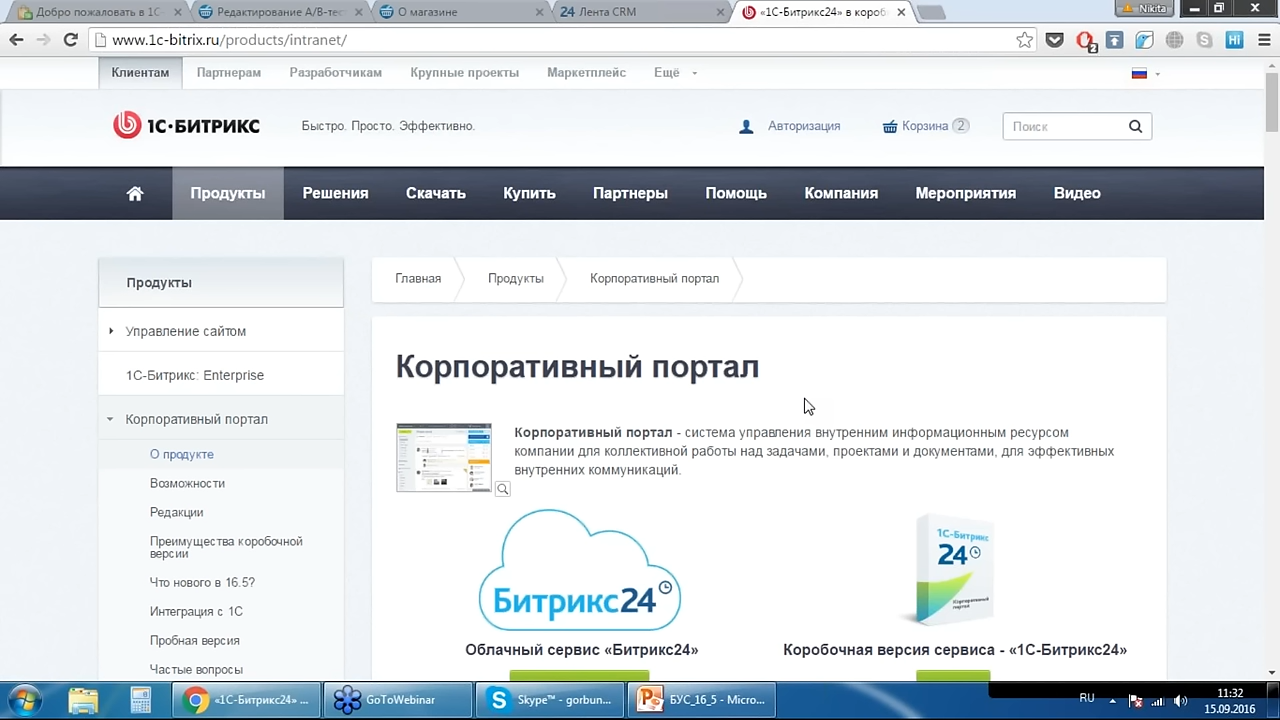 Добро пожаловать в 1С-
Редактирование А/В-тес
О магазине
24 Лента CRM
«1С-Битрикс24» в короб
Nikita
www.1c-bitrix.ru/products/intranet/
2
Hi
Клиентам
Партнерам
Разработчикам
Крупные проекты
Маркетплейс
Ещё
1С·БИТРИКС
Быстро. Просто. Эффективно.
Авторизация
Корзина 2
Поиск
Продукты
Решения
Скачать
Купить
Партнеры
Помощь
Компания
Мероприятия
Видео
Продукты
Управление сайтом
1С-Битрикс: Enterprise
Корпоративный портал
О продукте
Возможности
Редакции
Преимущества коробочной
версии
Что нового в 16.5?
Интеграция с 1С
Пробная версия
Частые вопросы
Главная
Продукты
Корпоративный портал
Корпоративный портал
Корпоративный портал - система управления внутренним информационным ресурсом
компании для коллективной работы над задачами, проектами и документами, для эффективных
внутренних коммуникаций.
Битрикс24
Облачный сервис «Битрикс24»
1С-Битрикс
24
Корпоративный
портал
Коробочная версия сервиса - «1С-Битрикс24»
«1С-Битрикс24» ...
GoToWebinar
Skype™ - gorbun...
БУС_16_5 - Micro...
RU
11:32
15.09.2016